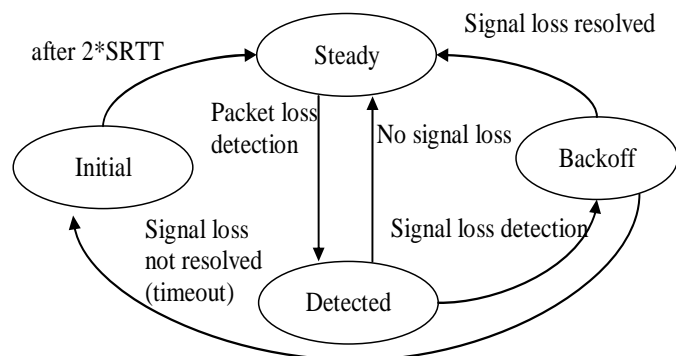 Signal loss resolved
after 2*SRTT
Steady
Packet loss
detection
No signal loss
Initial
Backoff
Signal loss
not resolved
(timeout)
Signal loss detection
Detected